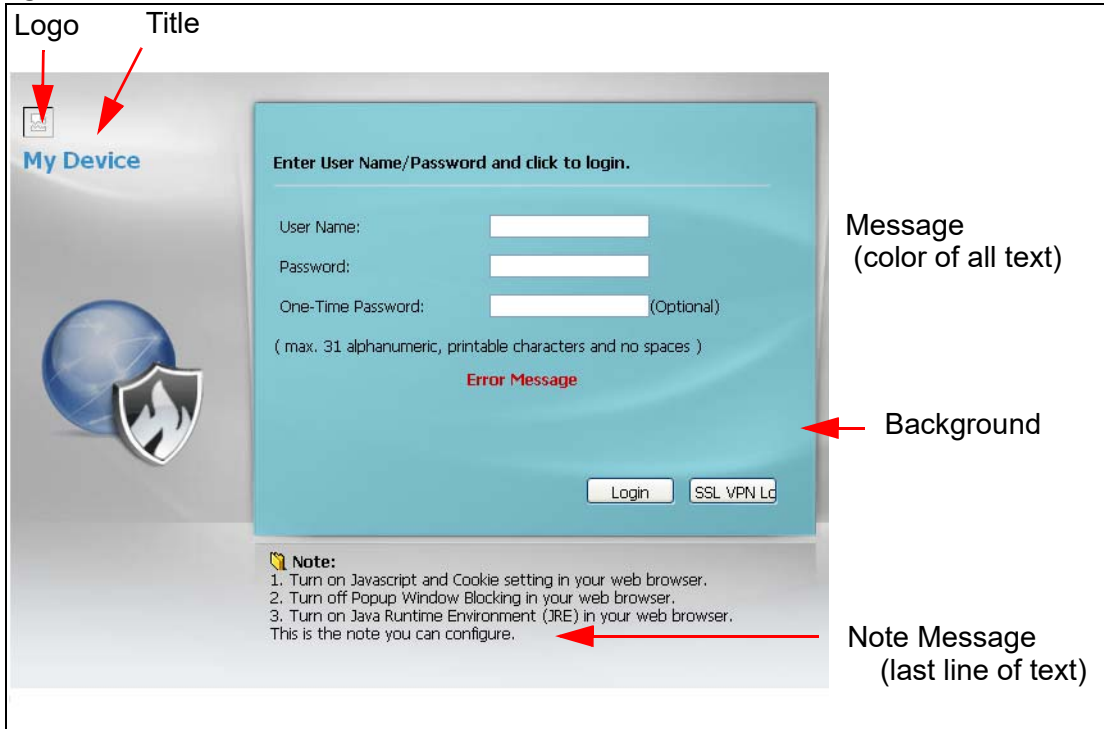 Logo Title
My Device
Enter User Name/Password and click to login.
User Name:
Password:
One-Time Password: (Optional)
( max. 31 alphanumeric, printable characters and no spaces )
Error Message
Login SSL VPN Lo
Message
(color of all text)
Background
Note:
1. Turn on Javascript and Cookie setting in your web browser.
2. Turn off Popup Window Blocking in your web browser.
3. Turn on Java Runtime Environment (JRE) in your web browser.
This is the note you can configure.
Note Message
(last line of text)